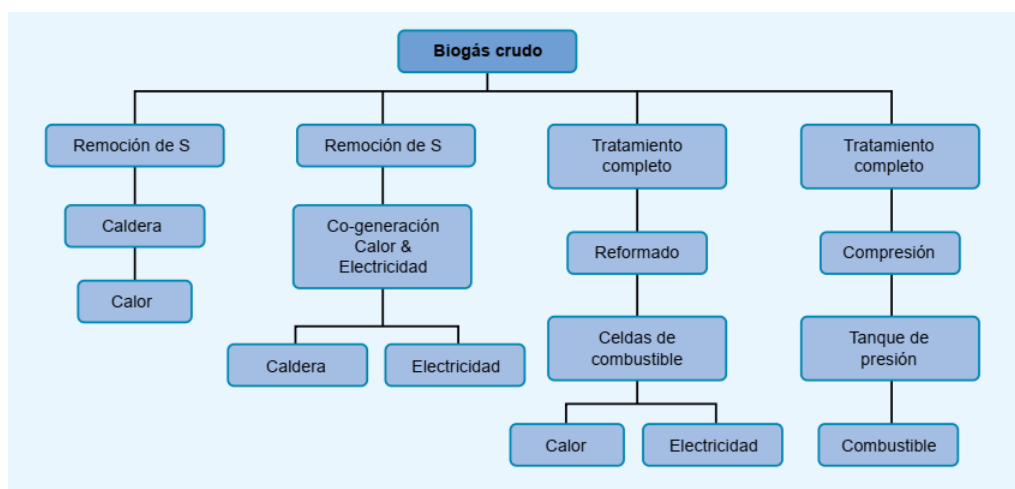 Biogás crudo
Remoción de S
Remoción de S
Tratamiento
completo
Tratamiento
completo
Caldera
Co-generación
Calor &
Electricidad
Reformado
Compresión
Calor
Celdas de
combustible
Tanque de
presión
Caldera
Electricidad
Calor
Electricidad
Combustible